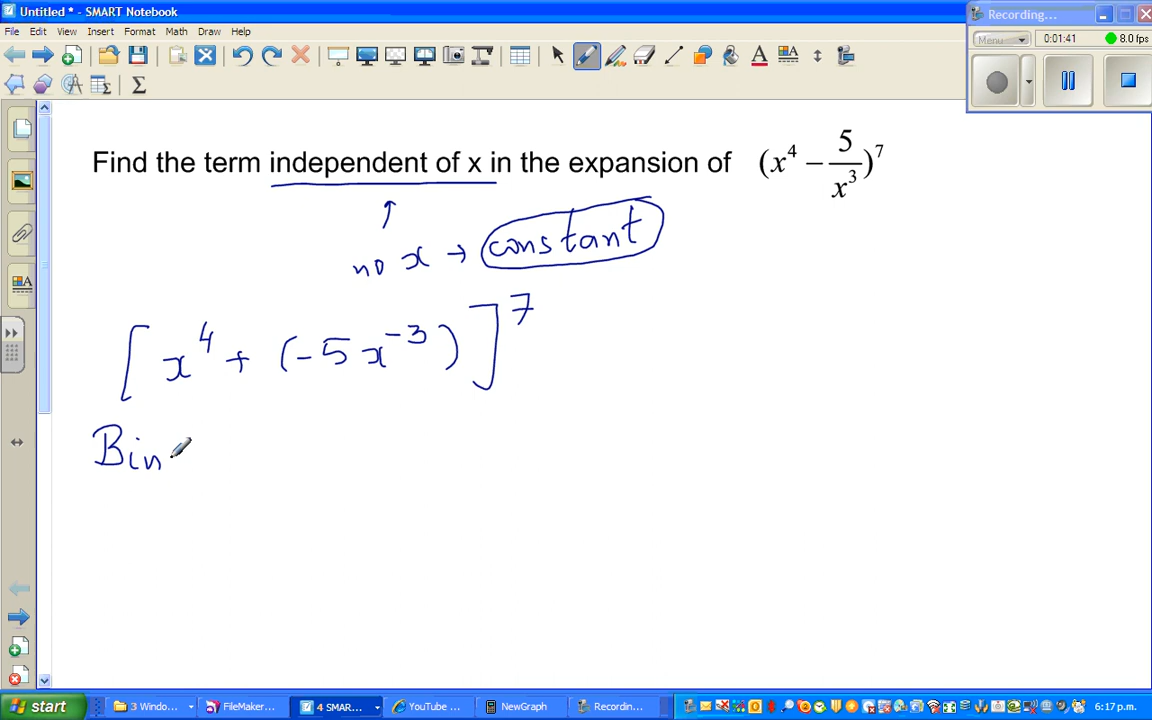 Untitled * - SMART Notebook
Recording...
File Edit View Insert Format Math Draw Help
Menu 0:01:41 8.0 fps
Find the term independent of x in the expansion of (x⁴ − 5/x³)⁷
no x → constant
[x⁴ + (-5x⁻³)]⁷
Bin
start 3 Windo... FileMaker... 4 SMAR... YouTube ... NewGraph Recordin... 6:17 p.m.